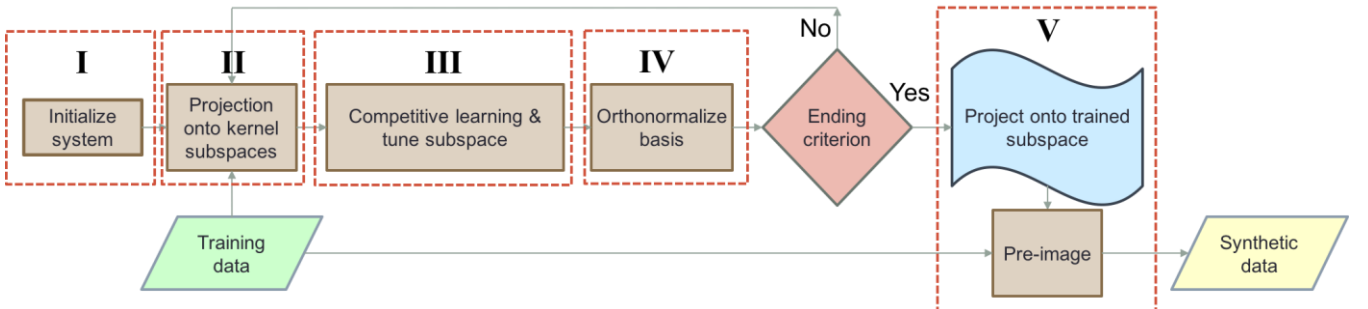 I
II
III
IV
V
No
Yes
Initialize
system
Projection
onto kernel
subspaces
Competitive learning &
tune subspace
Orthonormalize
basis
Ending
criterion
Project onto trained
subspace
Training
data
Pre-image
Synthetic
data